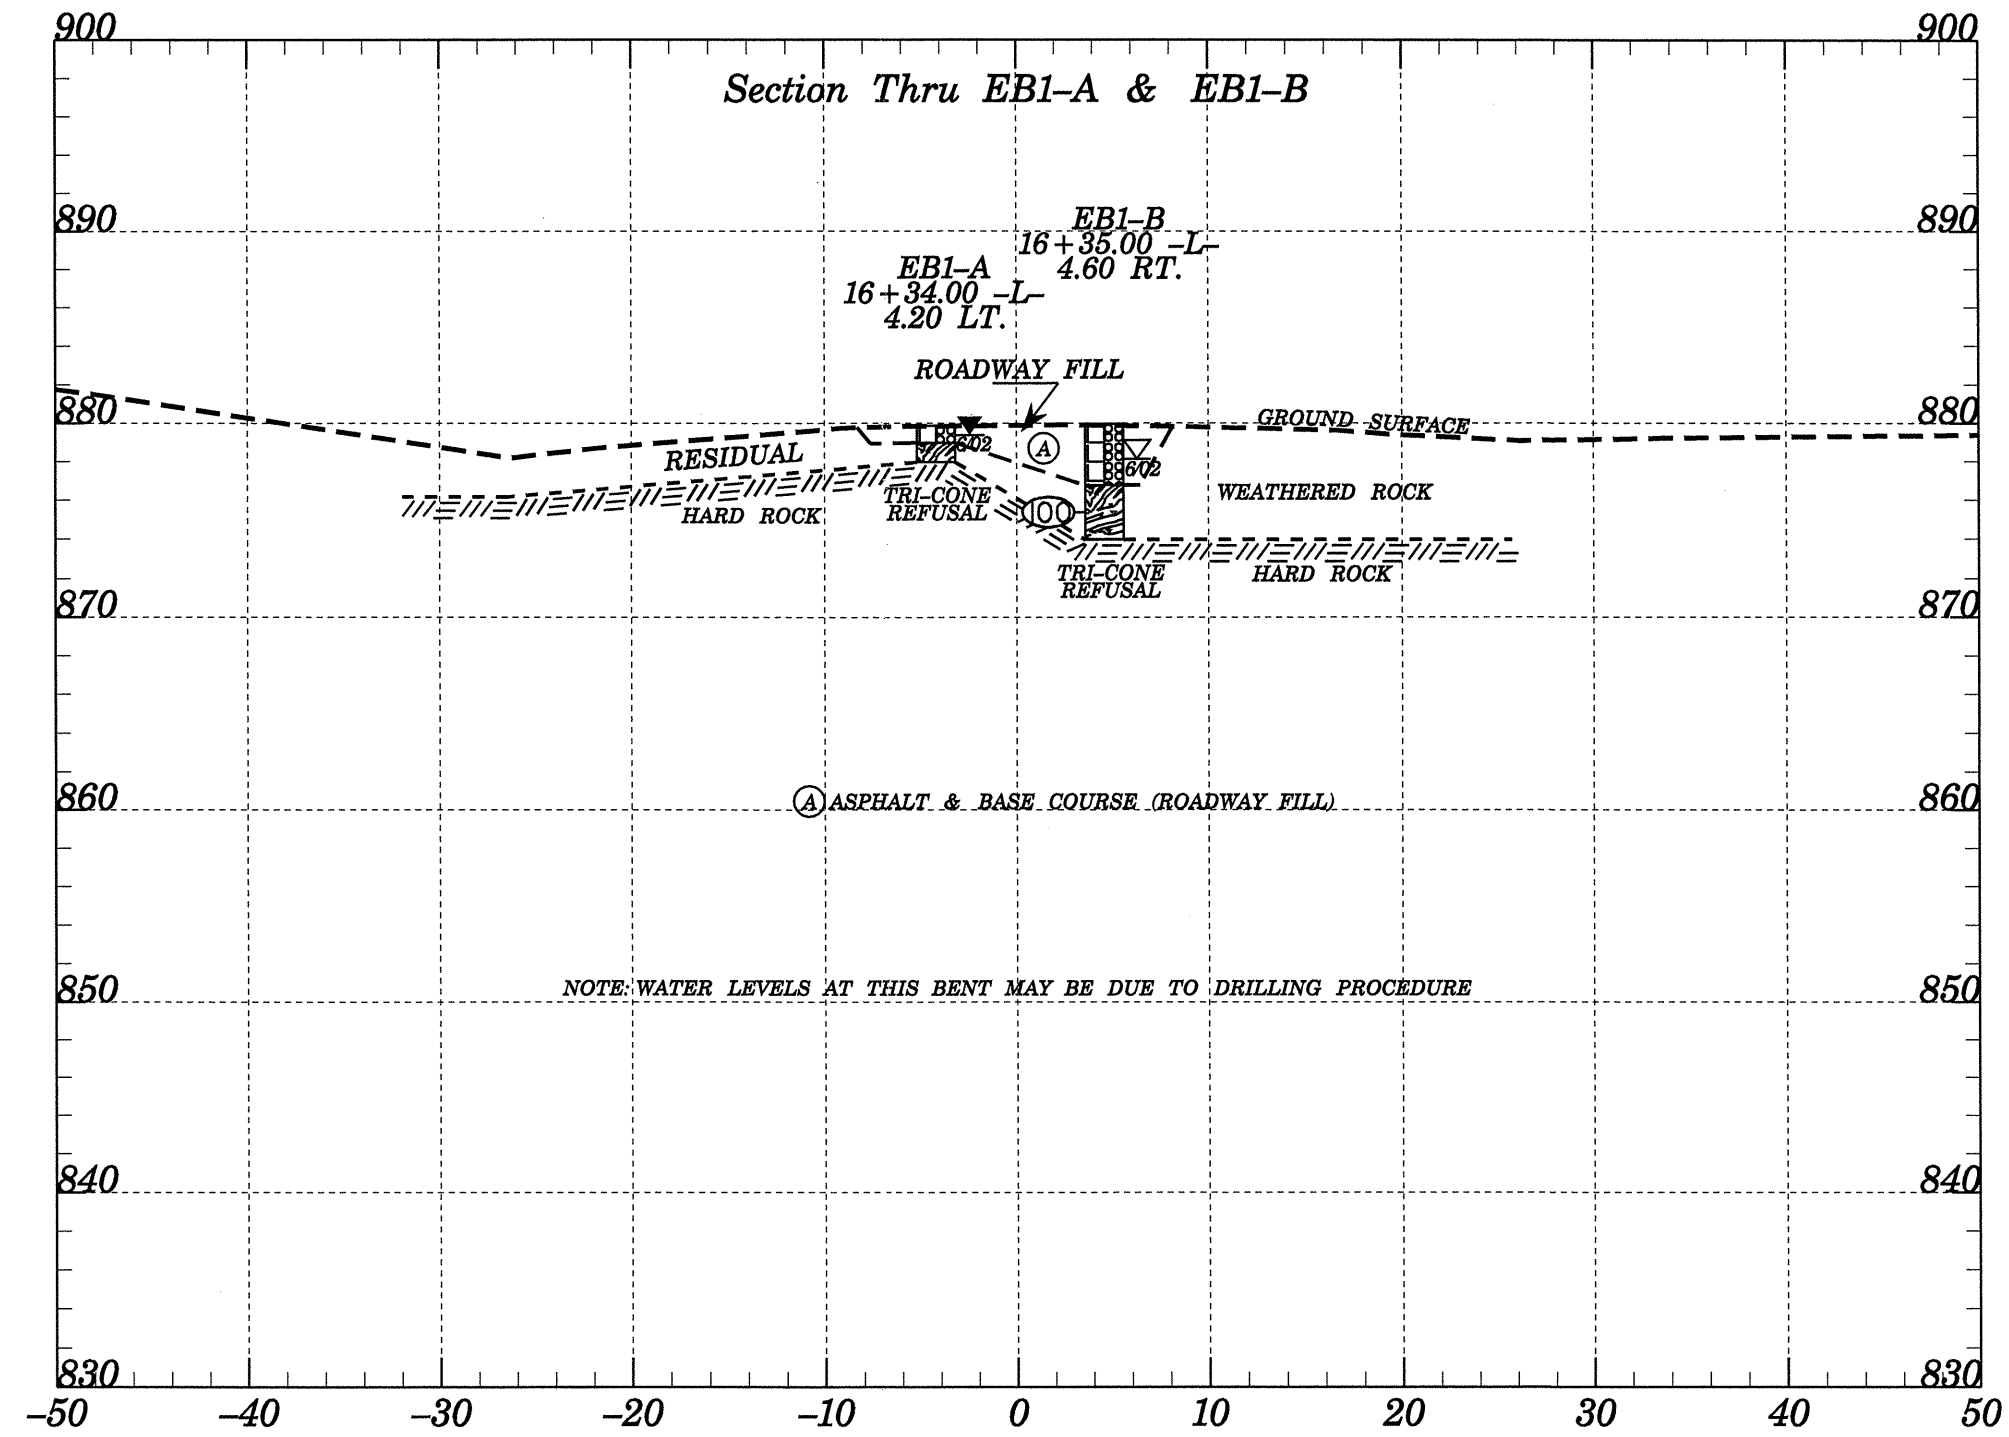 900 900
Section Thru EB1–A & EB1–B
890 890
EB1–B
16+35.00 –L–
4.60 RT.
EB1–A
16+34.00 –L–
4.20 LT.
ROADWAY FILL
880 880
GROUND SURFACE
6/02
A
RESIDUAL
6/02
TRI–CONE
REFUSAL
WEATHERED ROCK
HARD ROCK
100
TRI–CONE
REFUSAL
HARD ROCK
870 870
860 860
A ASPHALT & BASE COURSE (ROADWAY FILL)
850 850
NOTE: WATER LEVELS AT THIS BENT MAY BE DUE TO DRILLING PROCEDURE
840 840
830 830
–50 –40 –30 –20 –10 0 10 20 30 40 50